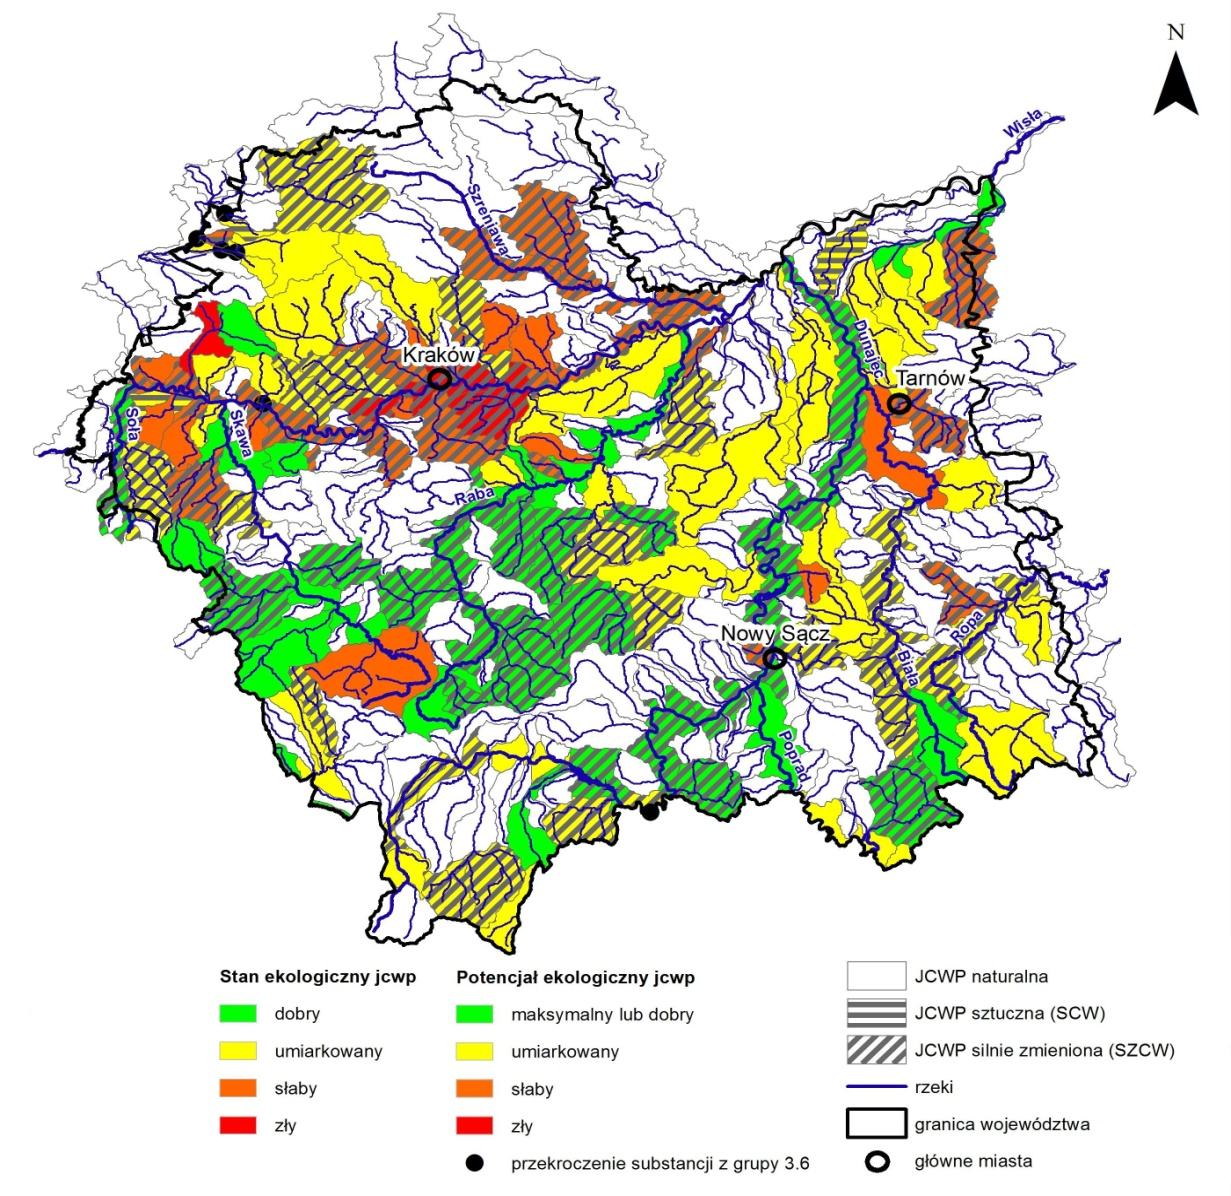 N
Wisła
Szreniawa
Kraków
Dunajec
Tarnów
Soła
Skawa
Raba
Nowy Sącz
Ropa
Biała
Poprad
Stan ekologiczny jcwp
dobry
umiarkowany
słaby
zły
Potencjał ekologiczny jcwp
maksymalny lub dobry
umiarkowany
słaby
zły
przekroczenie substancji z grupy 3.6
JCWP naturalna
JCWP sztuczna (SCW)
JCWP silnie zmieniona (SZCW)
rzeki
granica województwa
główne miasta